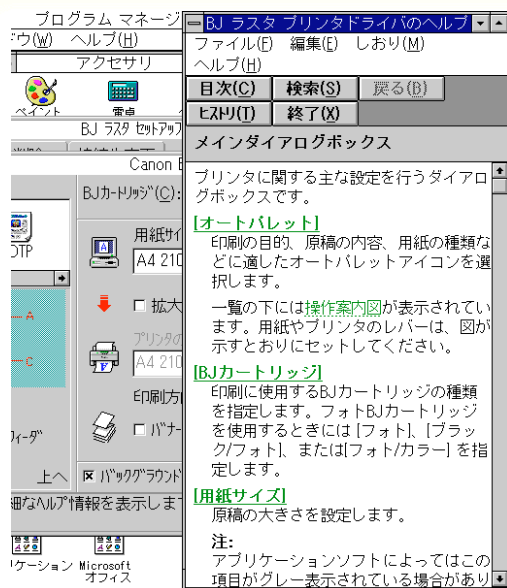 プログラム マネージ
ウ(W) ヘルプ(H)
アクセサリ
ペイント
電卓
BJ ラスタ セットアップ
Canon B
BJカートリッジ(C):
用紙サイ
A4 210
DTP
拡大
プリンタの
A4 210
印刷方
フィーダ
バナー
上へ
バックグラウンド
細なヘルプ情報を表示しま
リケーション
Microsoft
オフィス
A
C
BJ ラスタ プリンタドライバのヘルプ
ファイル(F) 編集(E) しおり(M)
ヘルプ(H)
目次(C) 検索(S) 戻る(B)
ヒストリ(T) 終了(X)
メインダイアログボックス
プリンタに関する主な設定を行うダイアロ
グボックスです。
[オートパレット]
印刷の目的、原稿の内容、用紙の種類な
どに適したオートパレットアイコンを選
択します。
一覧の下には操作案内図が表示されてい
ます。用紙やプリンタのレバーは、図が
示すとおりにセットしてください。
[BJカートリッジ]
印刷に使用するBJカートリッジの種類
を指定します。フォトBJカートリッジ
を使用するときには [フォト]、[ブラッ
ク/フォト]、または[フォト/カラー] を指
定します。
[用紙サイズ]
原稿の大きさを設定します。
注:
アプリケーションソフトによってはこの
項目がグレー表示されている場合があり